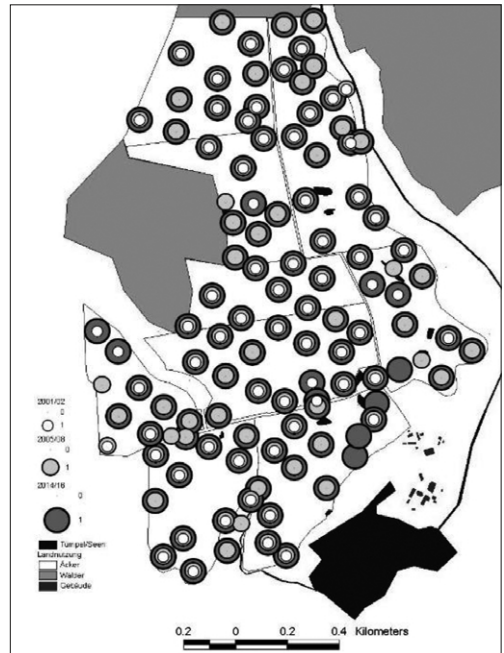 2001/02
0
1
2005/08
0
1
2014/16
0
1
Tümpel/Seen
Landnutzung
Äcker
Wälder
Gebäude
0.2 0 0.2 0.4 Kilometers